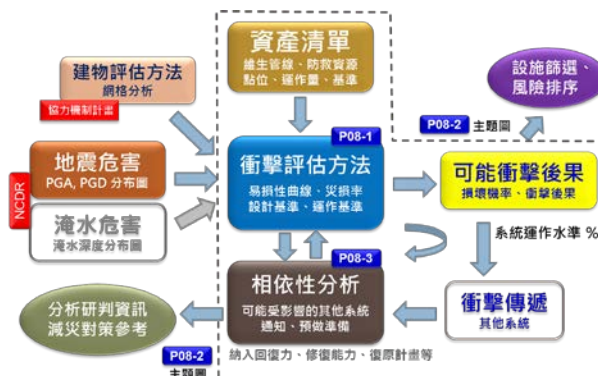 資產清單
維生管線、防救資源
點位、運作量、基準
建物評估方法
網格分析
協力機制計畫
設施篩選、
風險排序
P08-2 主題圖
P08-1
地震危害
PGA, PGD 分布圖
NCDR
淹水危害
淹水深度分布圖
衝擊評估方法
易損性曲線、災損率
設計基準、運作基準
可能衝擊後果
損壞機率、衝擊後果
系統運作水準 %
P08-3
相依性分析
可能受影響的其他系統
通知、預做準備
衝擊傳遞
其他系統
分析研判資訊
減災對策參考
P08-2
主題圖
納入回復力、修復能力、復原計畫等